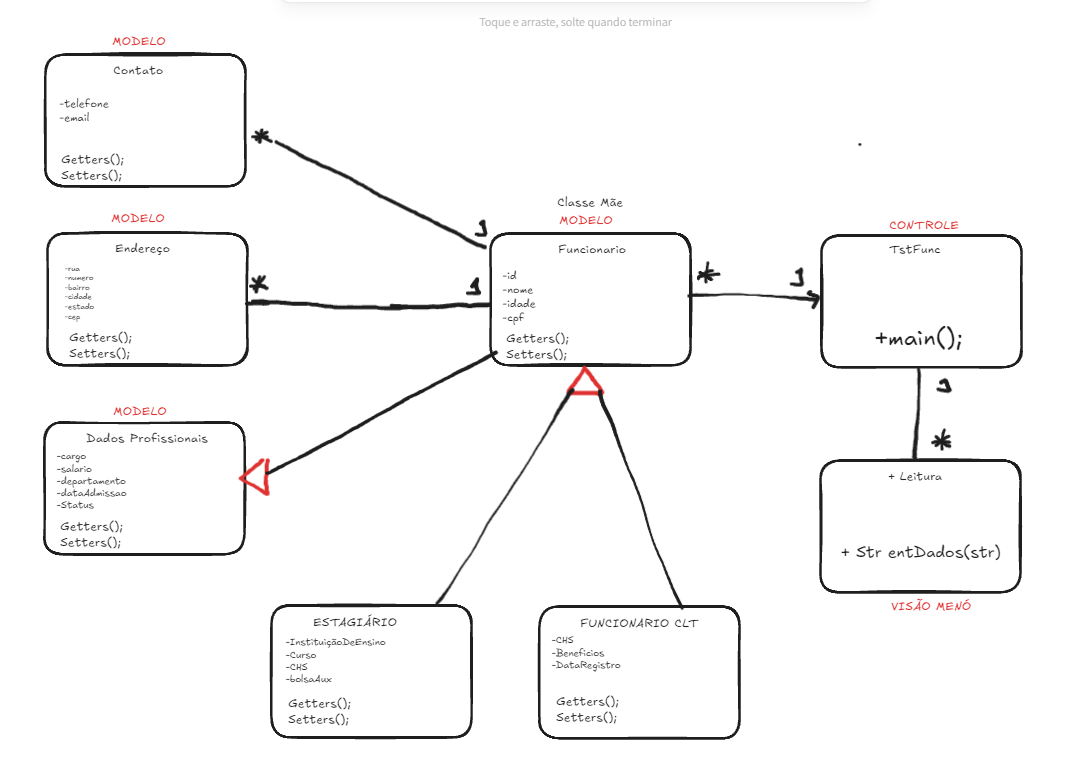 Toque e arraste, solte quando terminar
MODELO
Contato
-telefone
-email
Getters();
Setters();
*
1
MODELO
Endereço
-rua
-numero
-bairro
-cidade
-estado
-cep
Getters();
Setters();
*
1
Classe Mãe
MODELO
Funcionario
-id
-nome
-idade
-cpf
Getters();
Setters();
*
1
CONTROLE
TstFunc
+main();
1
*
+ Leitura
+ Str entDados(str)
VISÃO MENÓ
MODELO
Dados Profissionais
-cargo
-salario
-departamento
-dataAdmissao
-Status
Getters();
Setters();
ESTAGIÁRIO
-InstituiçãoDeEnsino
-Curso
-CHS
-bolsaAux
Getters();
Setters();
FUNCIONARIO CLT
-CHS
-Beneficios
-DataRegistro
Getters();
Setters();